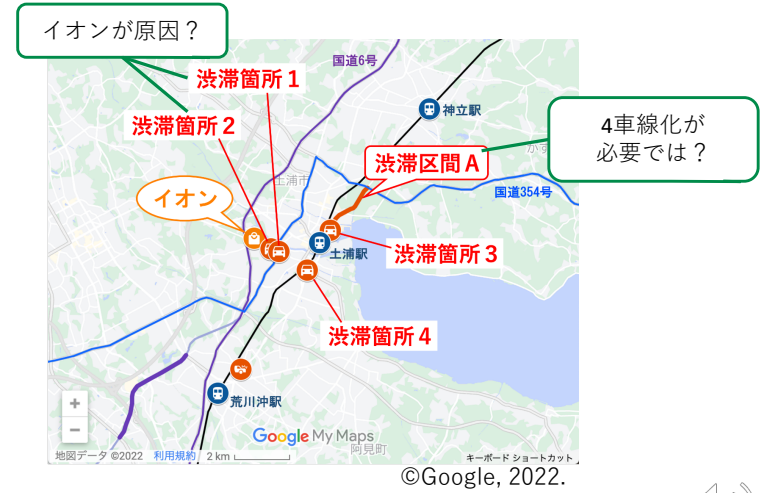 イオンが原因？
国道6号
渋滞箇所１
神立駅
渋滞箇所２
4車線化が
必要では？
渋滞区間Ａ
土浦市
イオン
国道354号
土浦駅
渋滞箇所３
渋滞箇所４
荒川沖駅
+
−
Google My Maps
阿見町
地図データ ©2022 利用規約 2 km
キーボード ショートカット
©Google, 2022.